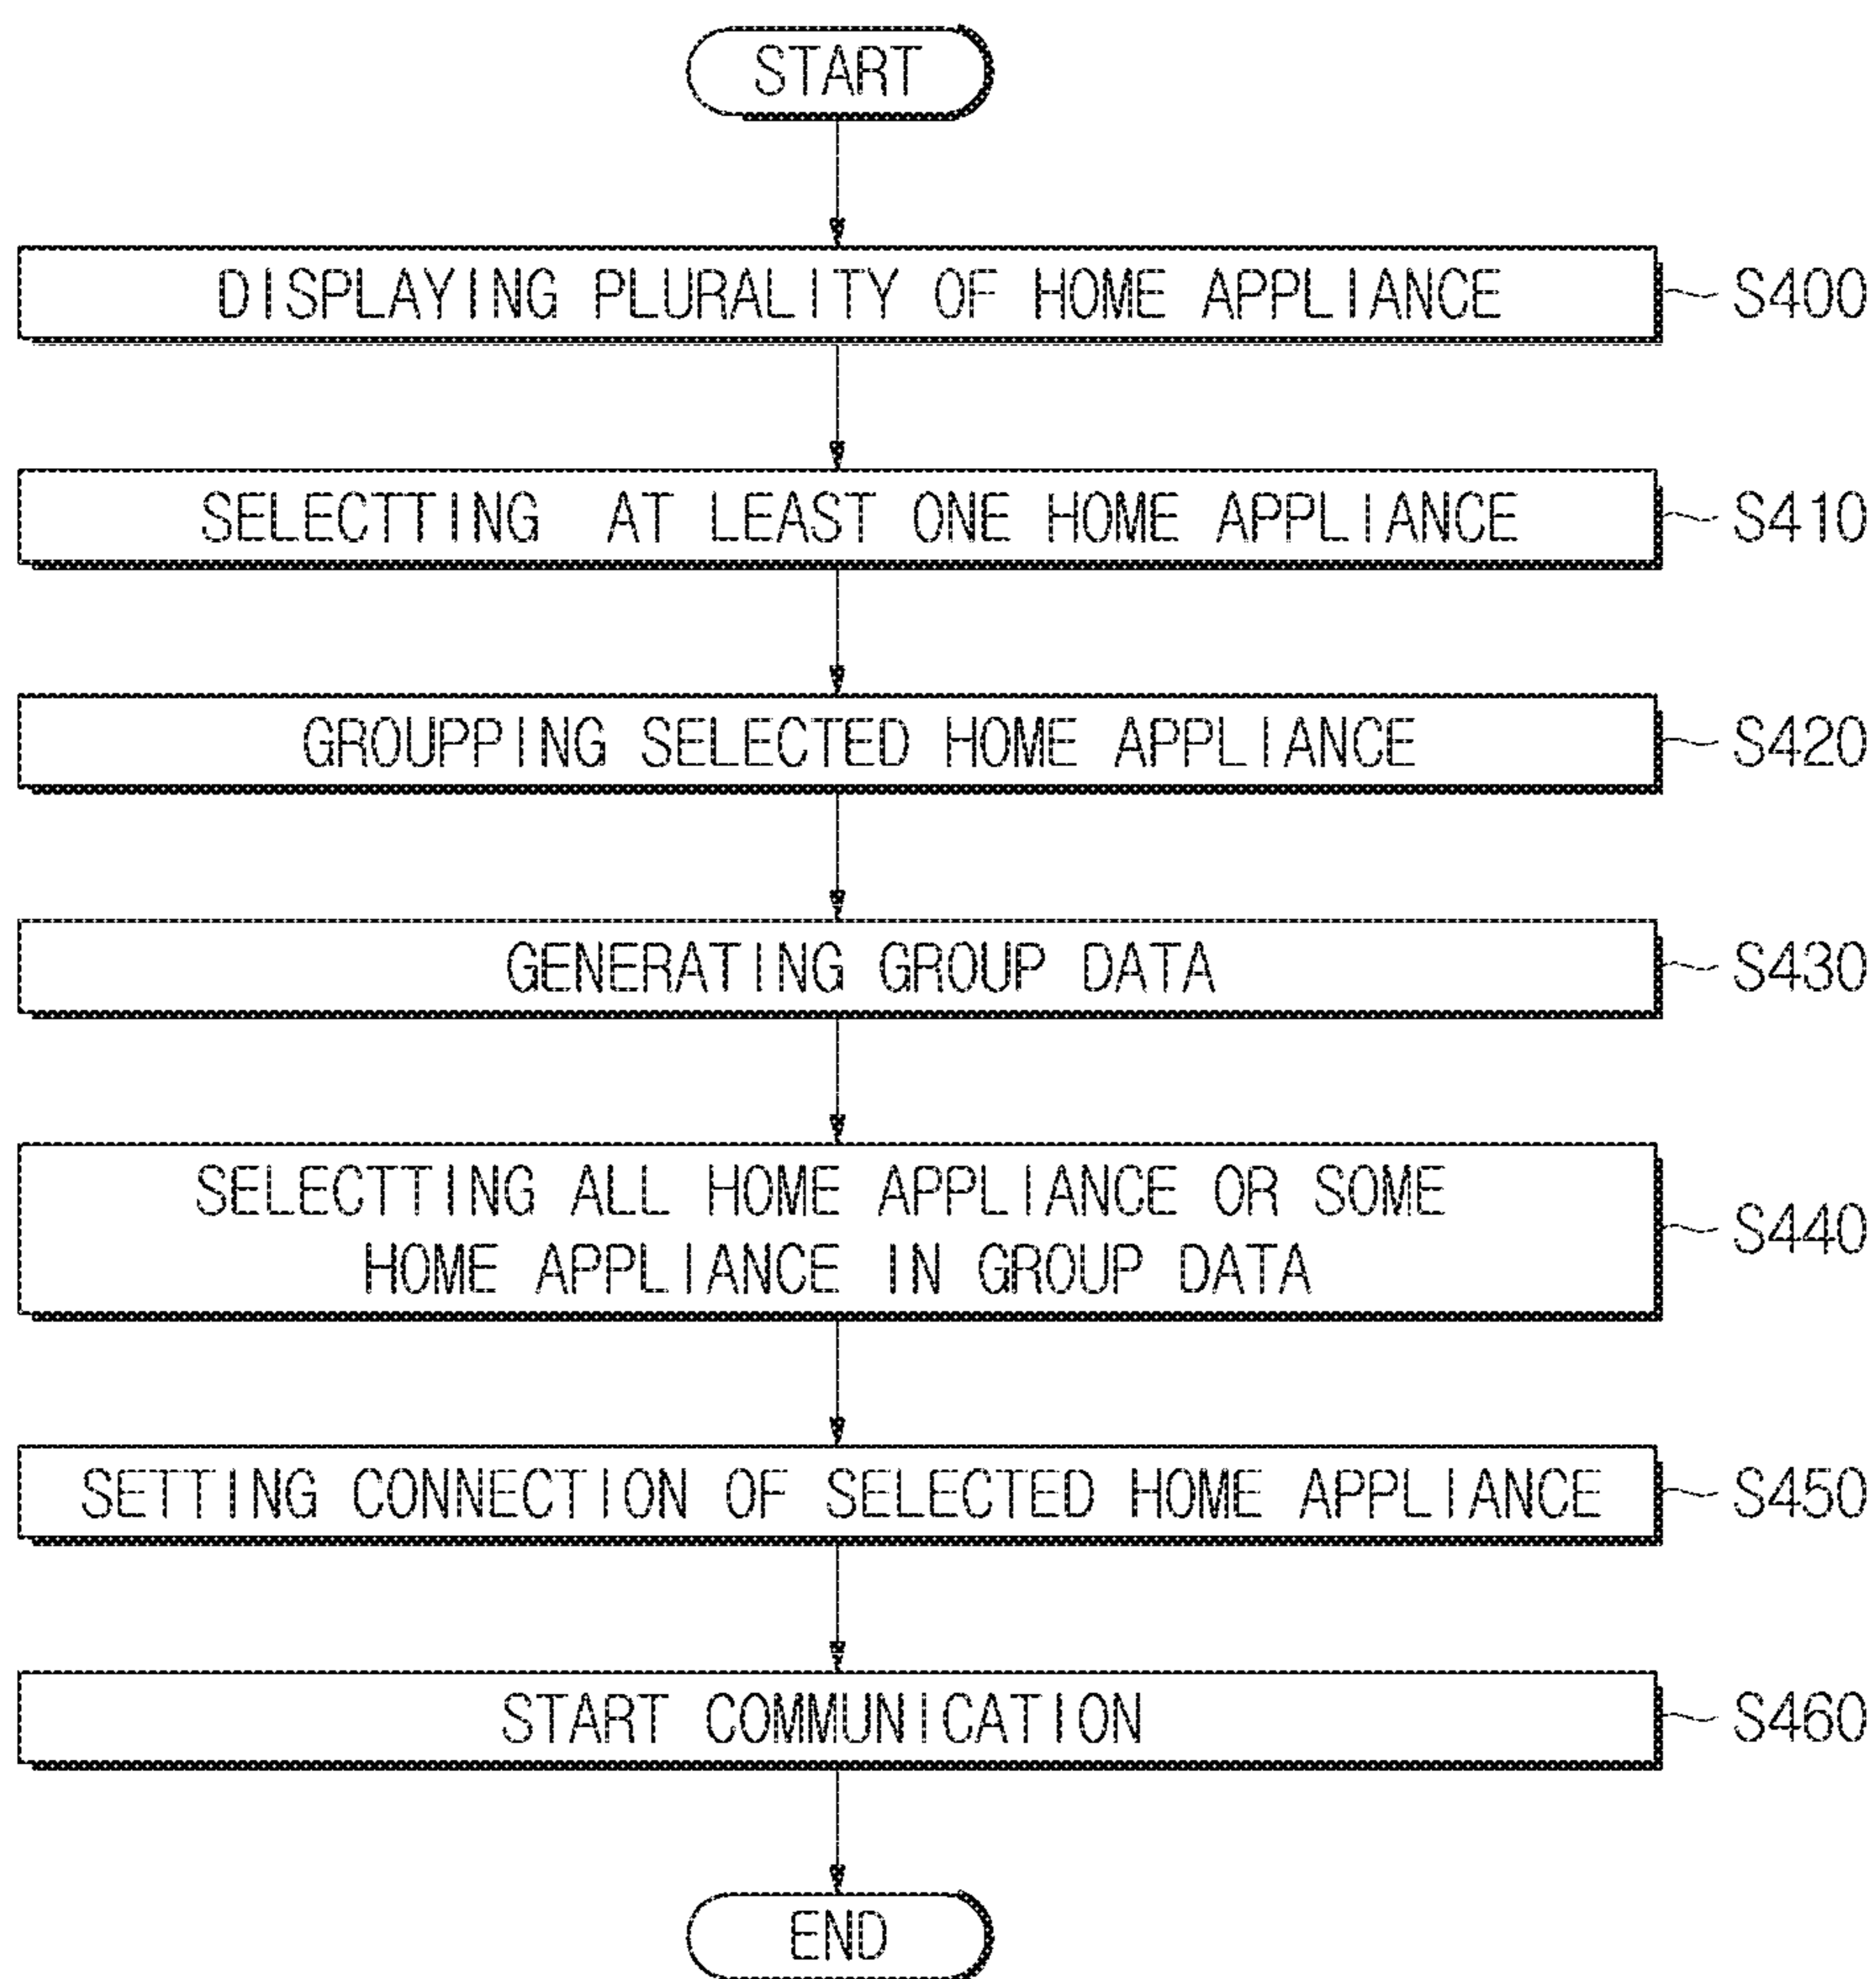 START
DISPLAYING PLURALITY OF HOME APPLIANCE
S400
SELECTTING AT LEAST ONE HOME APPLIANCE
S410
GROUPPING SELECTED HOME APPLIANCE
S420
GENERATING GROUP DATA
S430
SELECTTING ALL HOME APPLIANCE OR SOME
HOME APPLIANCE IN GROUP DATA
S440
SETTING CONNECTION OF SELECTED HOME APPLIANCE
S450
START COMMUNICATION
S460
END